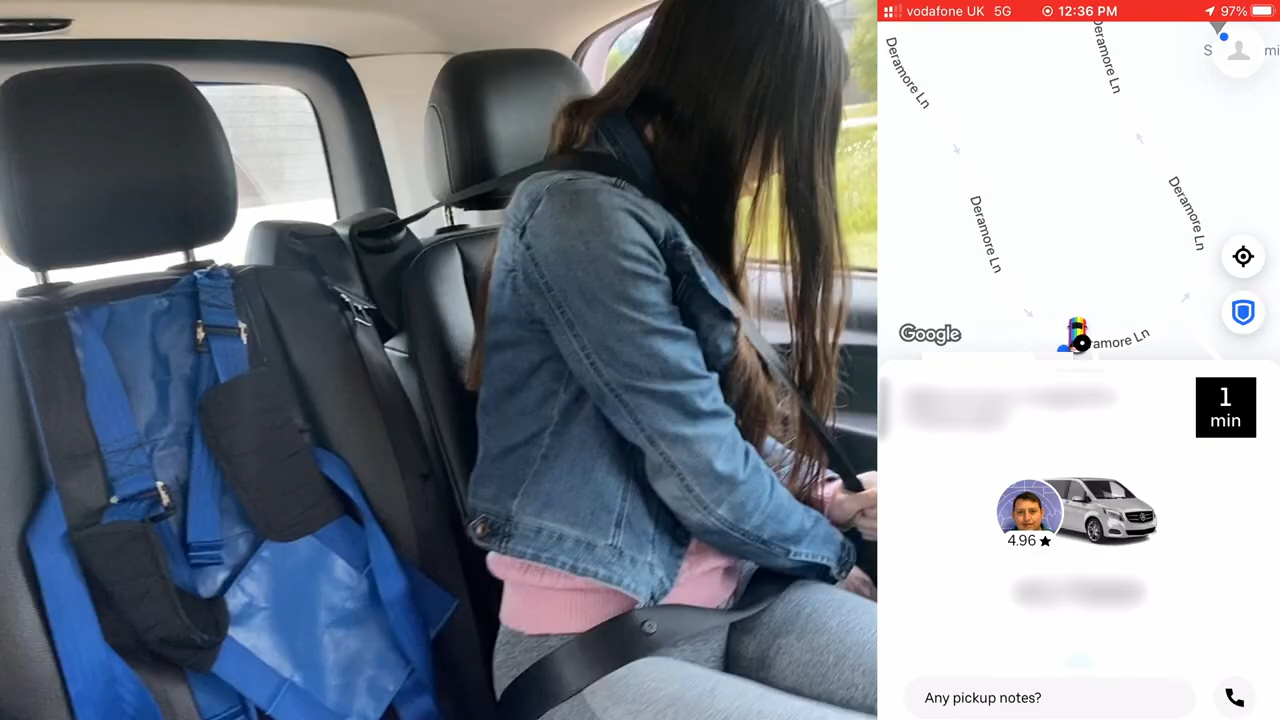 vodafone UK 5G 12:36 PM 97%
Deramore Ln
Deramore Ln
S
mi
Deramore Ln
Deramore Ln
Google
amore Ln
1
min
4.96 ★
Any pickup notes?